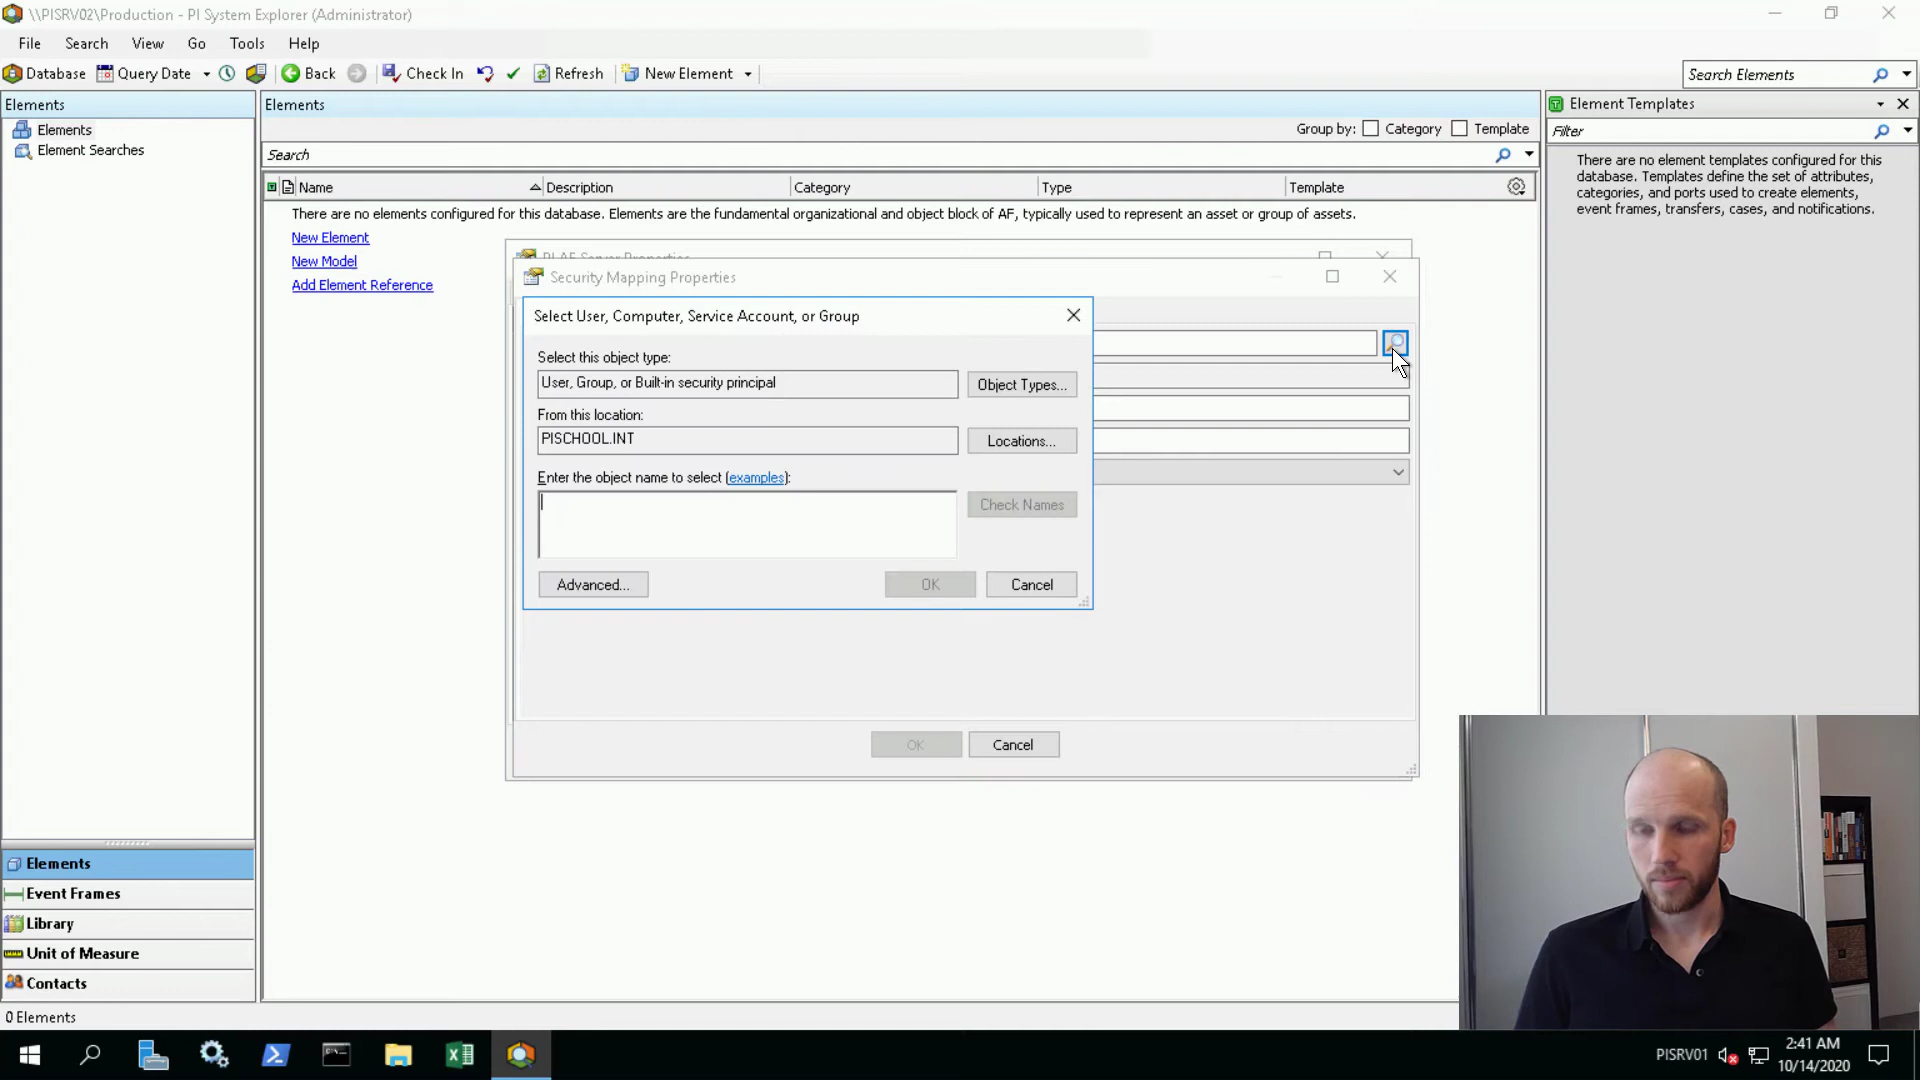 \\PISRV02\Production - PI System Explorer (Administrator)
File Search View Go Tools Help
Database Query Date Back Check In Refresh New Element
Search Elements
Elements
Elements
Element Searches
Elements
Group by: Category Template
Search
Name Description Category Type Template
There are no elements configured for this database. Elements are the fundamental organizational and object block of AF, typically used to represent an asset or group of assets.
New Element
New Model
Add Element Reference
Element Templates
Filter
There are no element templates configured for this
database. Templates define the set of attributes,
categories, and ports used to create elements,
event frames, transfers, cases, and notifications.
PI AF Server Properties
Security Mapping Properties
Select User, Computer, Service Account, or Group
Select this object type:
User, Group, or Built-in security principal
Object Types...
From this location:
PISCHOOL.INT
Locations...
Enter the object name to select (examples):
Check Names
Advanced...
OK
Cancel
OK
Cancel
Elements
Event Frames
Library
Unit of Measure
Contacts
0 Elements
PISRV01
2:41 AM
10/14/2020